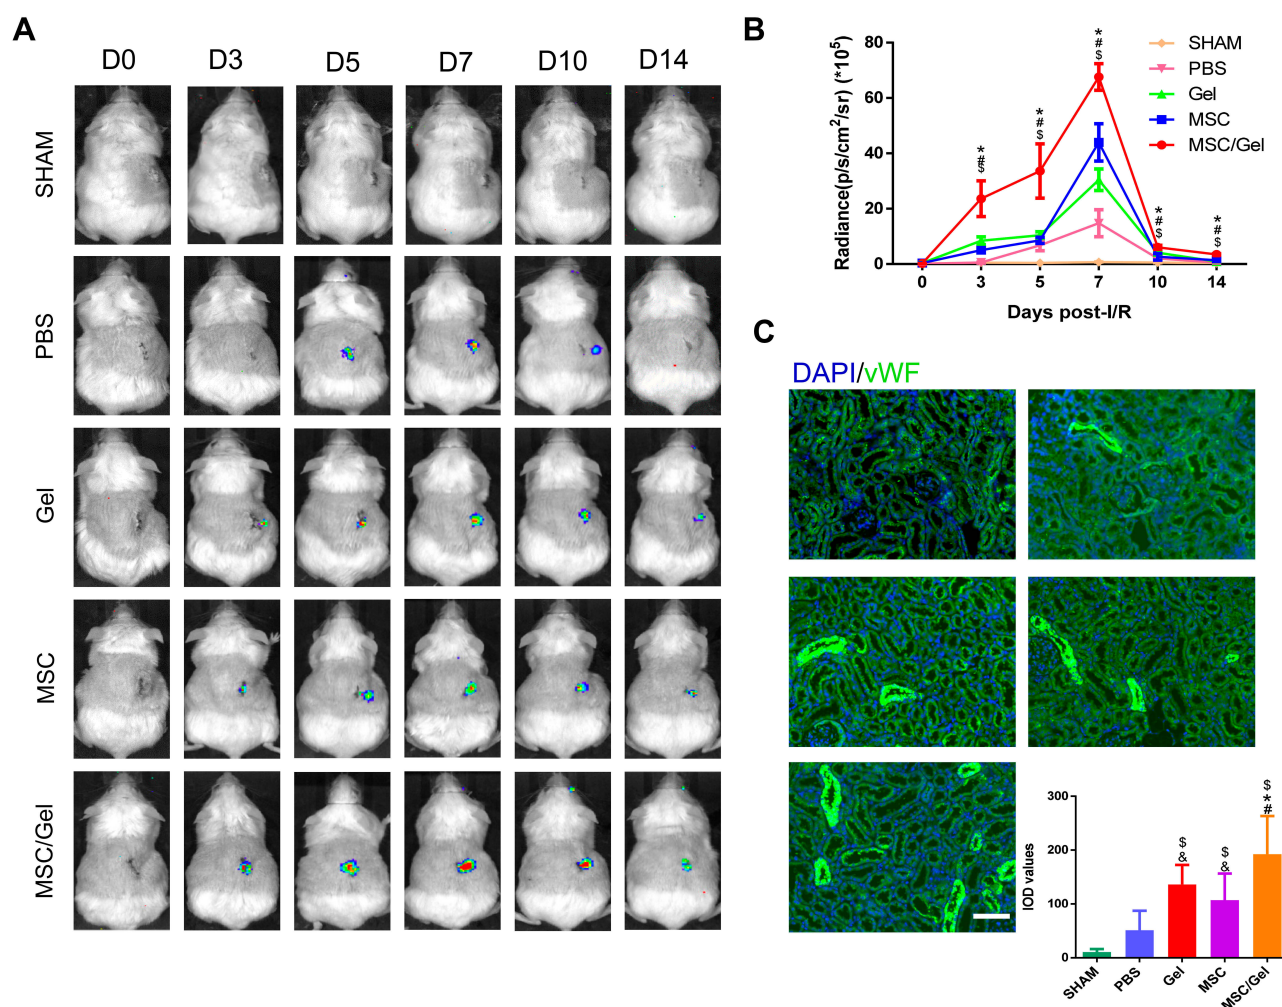 A
D0 D3 D5 D7 D10 D14
SHAM
PBS
Gel
MSC
MSC/Gel
B
Radiance(p/s/cm²/sr) (*10⁵)
80
60
40
20
0
*
#
$
*
#
$
*
#
$
*
#
$
*
#
$
0 3 5 7 10 14
Days post-I/R
SHAM
PBS
Gel
MSC
MSC/Gel
C
DAPI/vWF
IOD values
300
200
100
0
$
&
$
&
$
*
#
SHAM PBS Gel MSC MSC/Gel